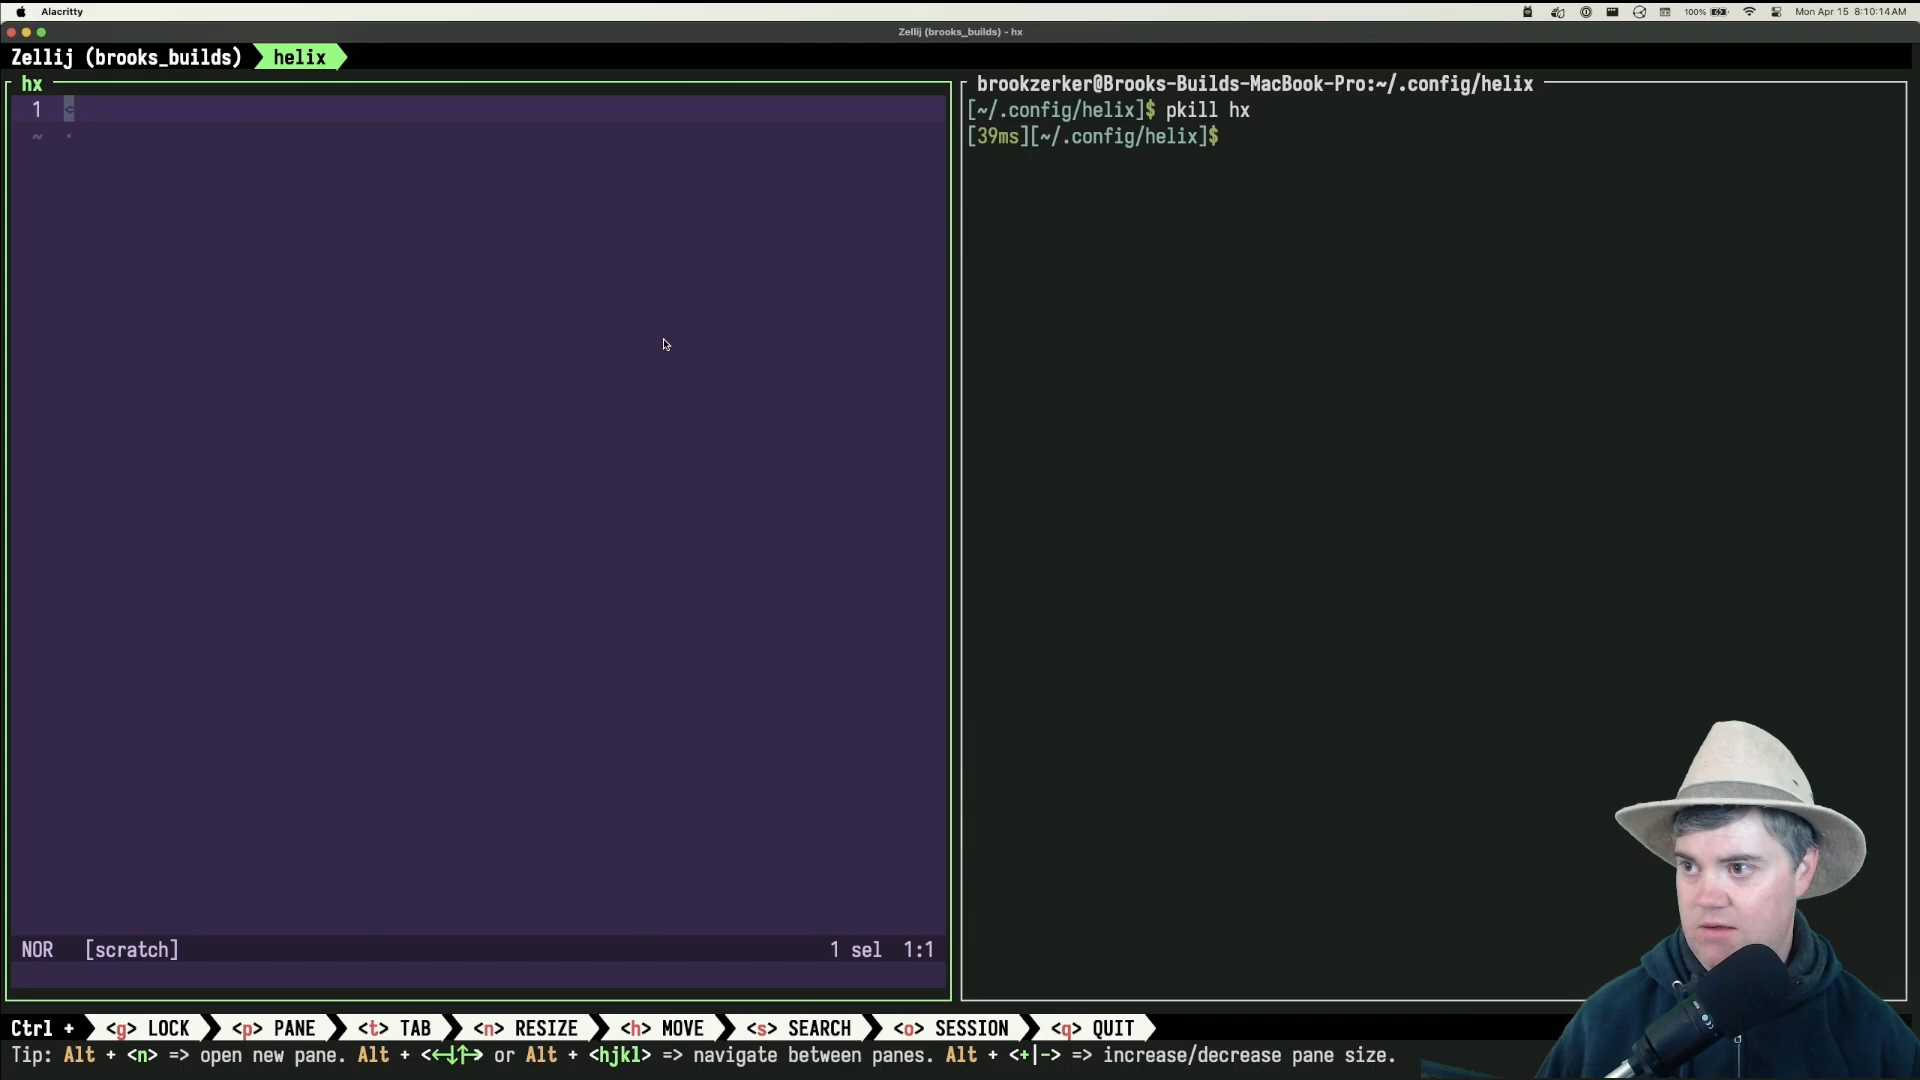 Alacritty
100%
Mon Apr 15 8:10:14 AM
Zellij (brooks_builds) - hx
Zellij (brooks_builds) helix
hx
1
~
NOR [scratch] 1 sel 1:1
brookzerker@Brooks-Builds-MacBook-Pro:~/.config/helix
[~/.config/helix]$ pkill hx
[39ms][~/.config/helix]$
Ctrl + <g> LOCK <p> PANE <t> TAB <n> RESIZE <h> MOVE <s> SEARCH <o> SESSION <q> QUIT
Tip: Alt + <n> => open new pane. Alt + <←↓↑→> or Alt + <hjkl> => navigate between panes. Alt + <+|-> => increase/decrease pane size.